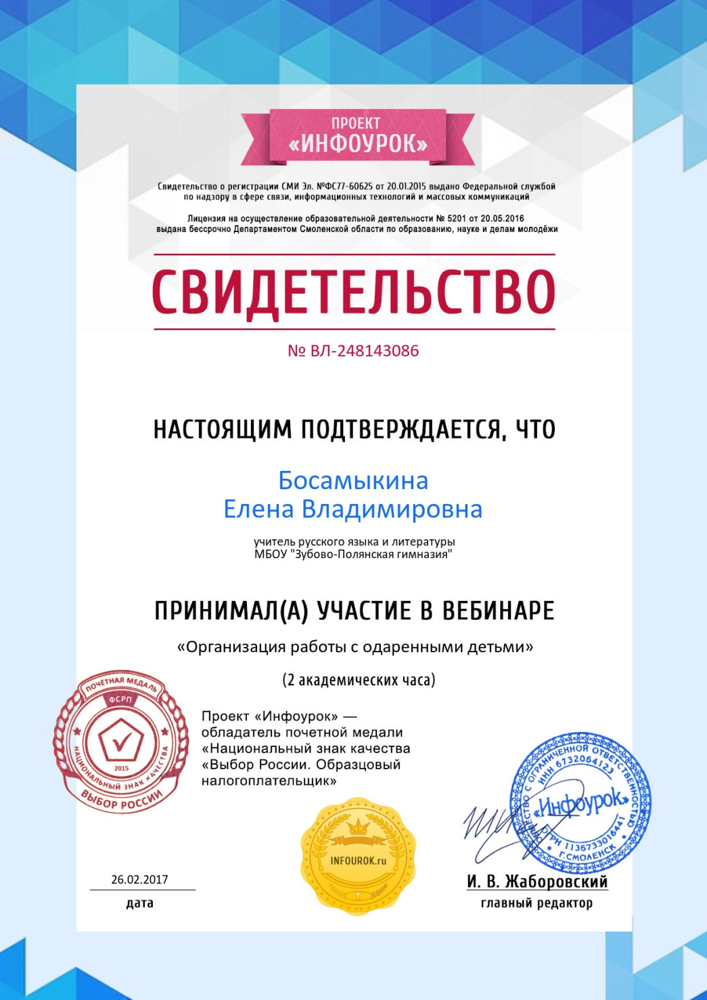 ПРОЕКТ
«ИНФОУРОК»
Свидетельство о регистрации СМИ Эл. №ФС77-60625 от 20.01.2015 выдано Федеральной службой
по надзору в сфере связи, информационных технологий и массовых коммуникаций
Лицензия на осуществление образовательной деятельности № 5201 от 20.05.2016
выдана бессрочно Департаментом Смоленской области по образованию, науке и делам молодёжи
СВИДЕТЕЛЬСТВО
№ ВЛ-248143086
НАСТОЯЩИМ ПОДТВЕРЖДАЕТСЯ, ЧТО
Босамыкина
Елена Владимировна
учитель русского языка и литературы
МБОУ "Зубово-Полянская гимназия"
ПРИНИМАЛ(А) УЧАСТИЕ В ВЕБИНАРЕ
«Организация работы с одаренными детьми»
(2 академических часа)
ПОЧЁТНАЯ МЕДАЛЬ
ФСРП
2015
НАЦИОНАЛЬНЫЙ ЗНАК КАЧЕСТВА
ВЫБОР РОССИИ
Проект «Инфоурок» —
обладатель почетной медали
«Национальный знак качества
«Выбор России. Образцовый
налогоплательщик»
INFOUROK.ru
ОБЩЕСТВО С ОГРАНИЧЕННОЙ ОТВЕТСТВЕННОСТЬЮ
ИНН 6732064123
«Инфоурок»
ОГРН 1136733016441
Г.СМОЛЕНСК
26.02.2017
дата
И. В. Жаборовский
главный редактор